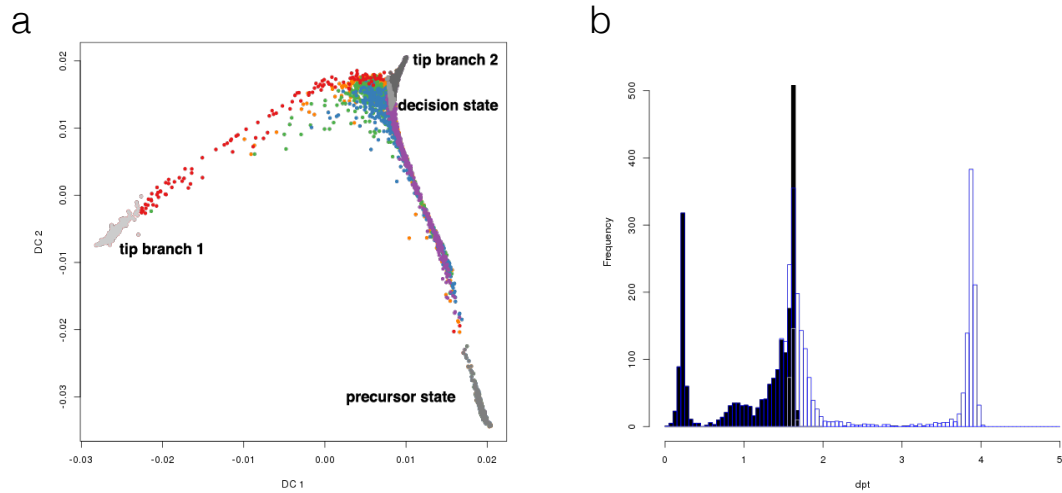 a
tip branch 2
decision state
tip branch 1
precursor state
DC 2
0.02
0.01
0.00
-0.01
-0.02
-0.03
-0.03
-0.02
-0.01
0.00
0.01
0.02
DC 1
b
Frequency
500
400
300
200
100
0
0
1
2
3
4
5
dpt